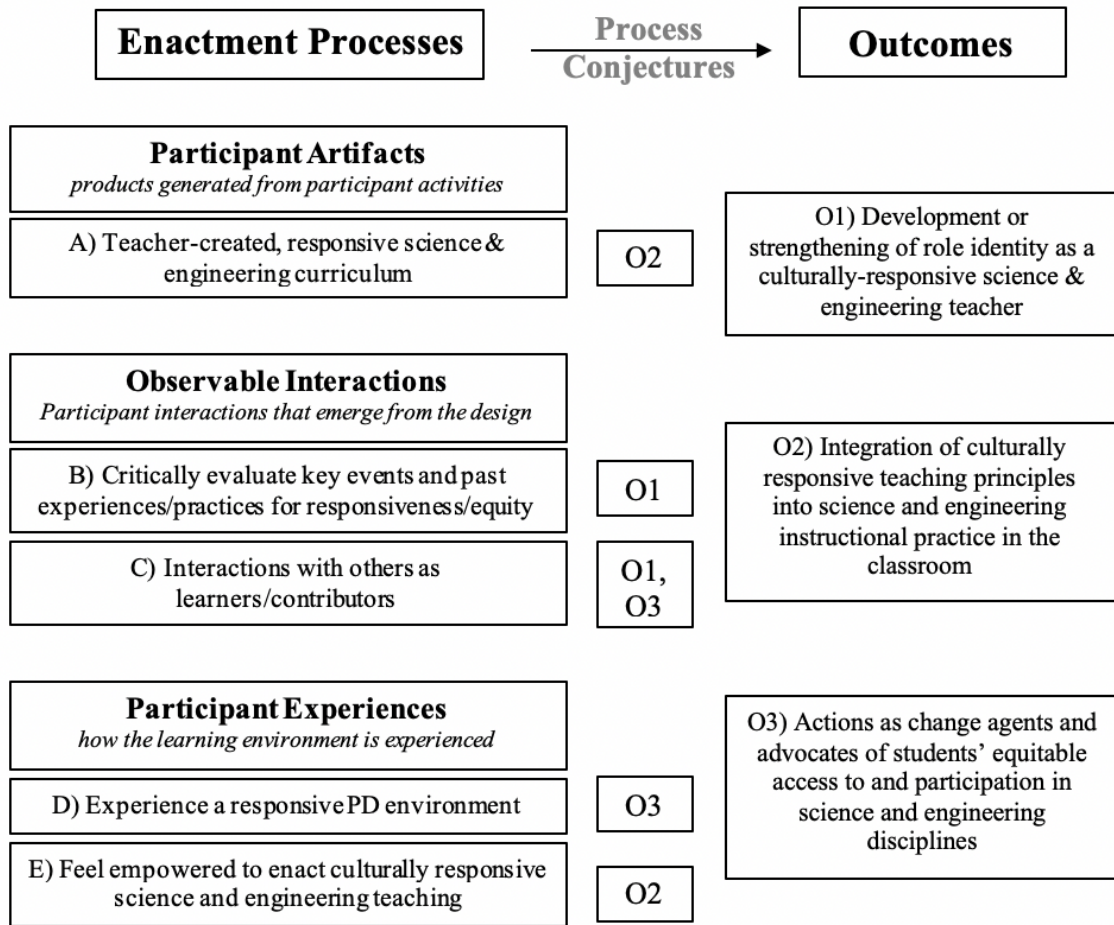 Enactment Processes
Process
Conjectures
Outcomes
Participant Artifacts
products generated from participant activities
A) Teacher-created, responsive science &
engineering curriculum
O2
O1) Development or
strengthening of role identity as a
culturally-responsive science &
engineering teacher
Observable Interactions
Participant interactions that emerge from the design
B) Critically evaluate key events and past
experiences/practices for responsiveness/equity
O1
C) Interactions with others as
learners/contributors
O1,
O3
O2) Integration of culturally
responsive teaching principles
into science and engineering
instructional practice in the
classroom
Participant Experiences
how the learning environment is experienced
D) Experience a responsive PD environment
O3
E) Feel empowered to enact culturally responsive
science and engineering teaching
O2
O3) Actions as change agents and
advocates of students’ equitable
access to and participation in
science and engineering
disciplines